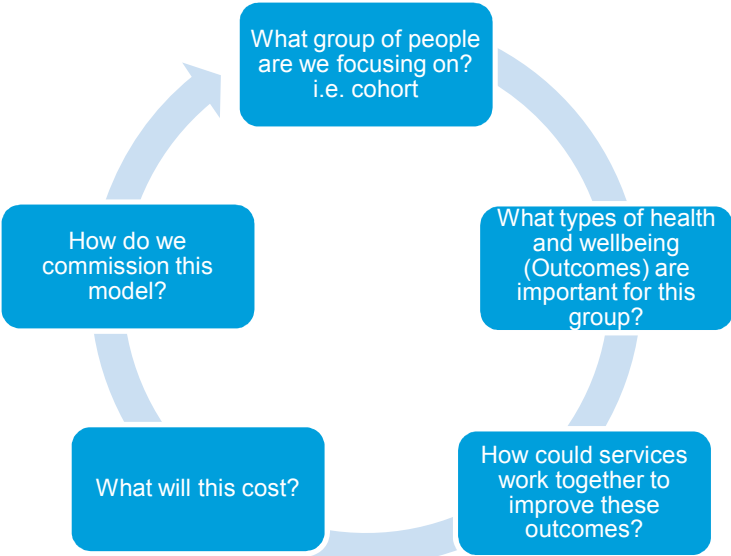 What group of people
are we focusing on?
i.e. cohort
What types of health
and wellbeing
(Outcomes) are
important for this
group?
How could services
work together to
improve these
outcomes?
What will this cost?
How do we
commission this
model?